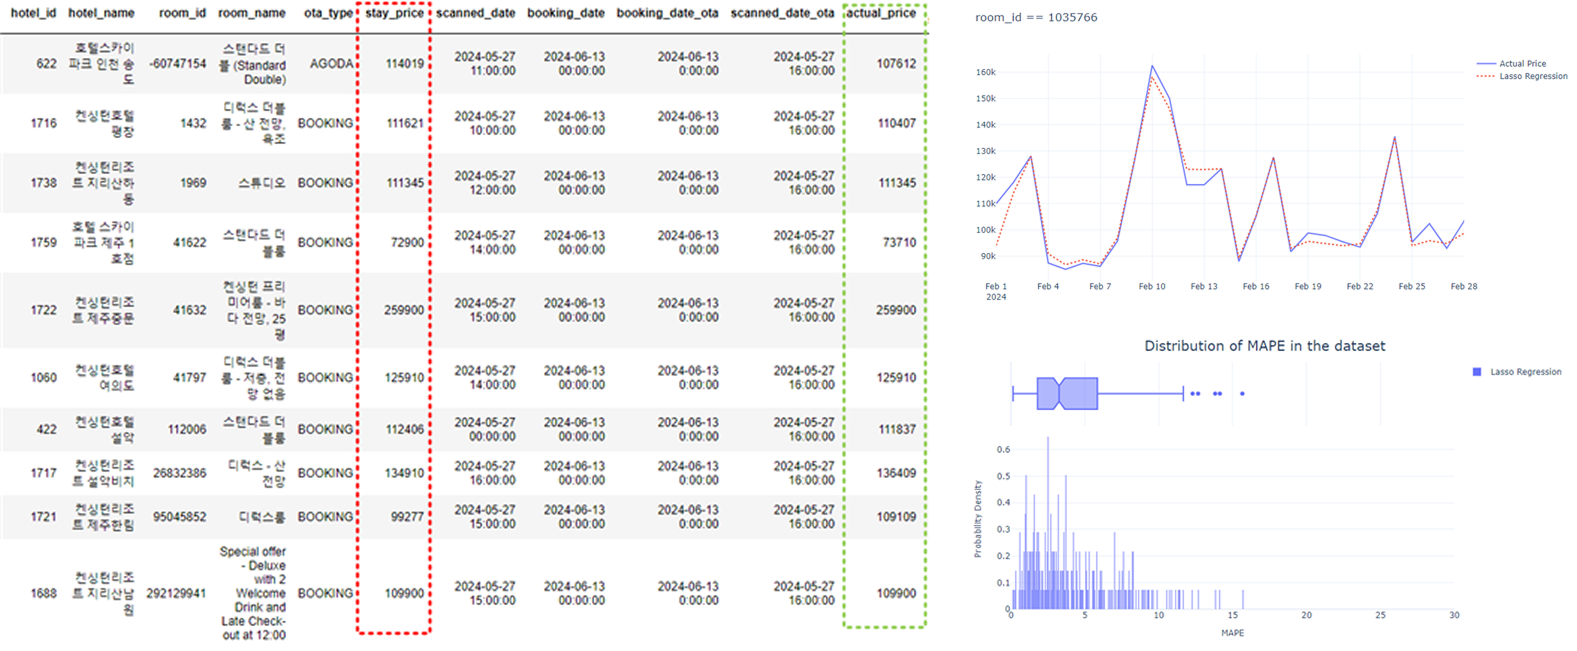 hotel_id hotel_name room_id room_name ota_type stay_price scanned_date booking_date booking_date_ota scanned_date_ota actual_price
622 호텔스카이파크 인천 송도 -60747154 스탠다드 더블 (Standard Double) AGODA 114019 2024-05-27 11:00:00 2024-06-13 00:00:00 2024-06-13 0:00:00 2024-05-27 16:00:00 107612
1716 켄싱턴호텔 평창 1432 디럭스 더블룸 - 산 전망, 욕조 BOOKING 111621 2024-05-27 10:00:00 2024-06-13 00:00:00 2024-06-13 0:00:00 2024-05-27 16:00:00 110407
1738 켄싱턴리조트 지리산하동 1969 스튜디오 BOOKING 111345 2024-05-27 12:00:00 2024-06-13 00:00:00 2024-06-13 0:00:00 2024-05-27 16:00:00 111345
1759 호텔 스카이파크 제주 1호점 41622 스탠다드 더블룸 BOOKING 72900 2024-05-27 14:00:00 2024-06-13 00:00:00 2024-06-13 0:00:00 2024-05-27 16:00:00 73710
1722 켄싱턴리조트 제주중문 41632 켄싱턴 프리미어룸 - 바다 전망, 25평 BOOKING 259900 2024-05-27 15:00:00 2024-06-13 00:00:00 2024-06-13 0:00:00 2024-05-27 16:00:00 259900
1060 켄싱턴호텔 여의도 41797 디럭스 더블룸 - 저층, 전망 없음 BOOKING 125910 2024-05-27 14:00:00 2024-06-13 00:00:00 2024-06-13 0:00:00 2024-05-27 16:00:00 125910
422 켄싱턴호텔 설악 112006 스탠다드 더블룸 BOOKING 112406 2024-05-27 00:00:00 2024-06-13 00:00:00 2024-06-13 0:00:00 2024-05-27 16:00:00 111837
1717 켄싱턴리조트 설악비치 26832386 디럭스 - 산 전망 BOOKING 134910 2024-05-27 16:00:00 2024-06-13 00:00:00 2024-06-13 0:00:00 2024-05-27 16:00:00 136409
1721 켄싱턴리조트 제주한림 95045852 디럭스룸 BOOKING 99277 2024-05-27 15:00:00 2024-06-13 00:00:00 2024-06-13 0:00:00 2024-05-27 16:00:00 109109
1688 켄싱턴리조트 지리산남원 292129941 Special offer - Deluxe with 2 Welcome Drink and Late Check-out at 12:00 BOOKING 109900 2024-05-27 15:00:00 2024-06-13 00:00:00 2024-06-13 0:00:00 2024-05-27 16:00:00 109900
room_id == 1035766
Actual Price
Lasso Regression
160k
150k
140k
130k
120k
110k
100k
90k
Feb 1 Feb 4 Feb 7 Feb 10 Feb 13 Feb 16 Feb 19 Feb 22 Feb 25 Feb 28
2024
Distribution of MAPE in the dataset
Lasso Regression
0.6
0.5
0.4
0.3
0.2
0.1
0
Probability Density
0 5 10 15 20 25 30
MAPE